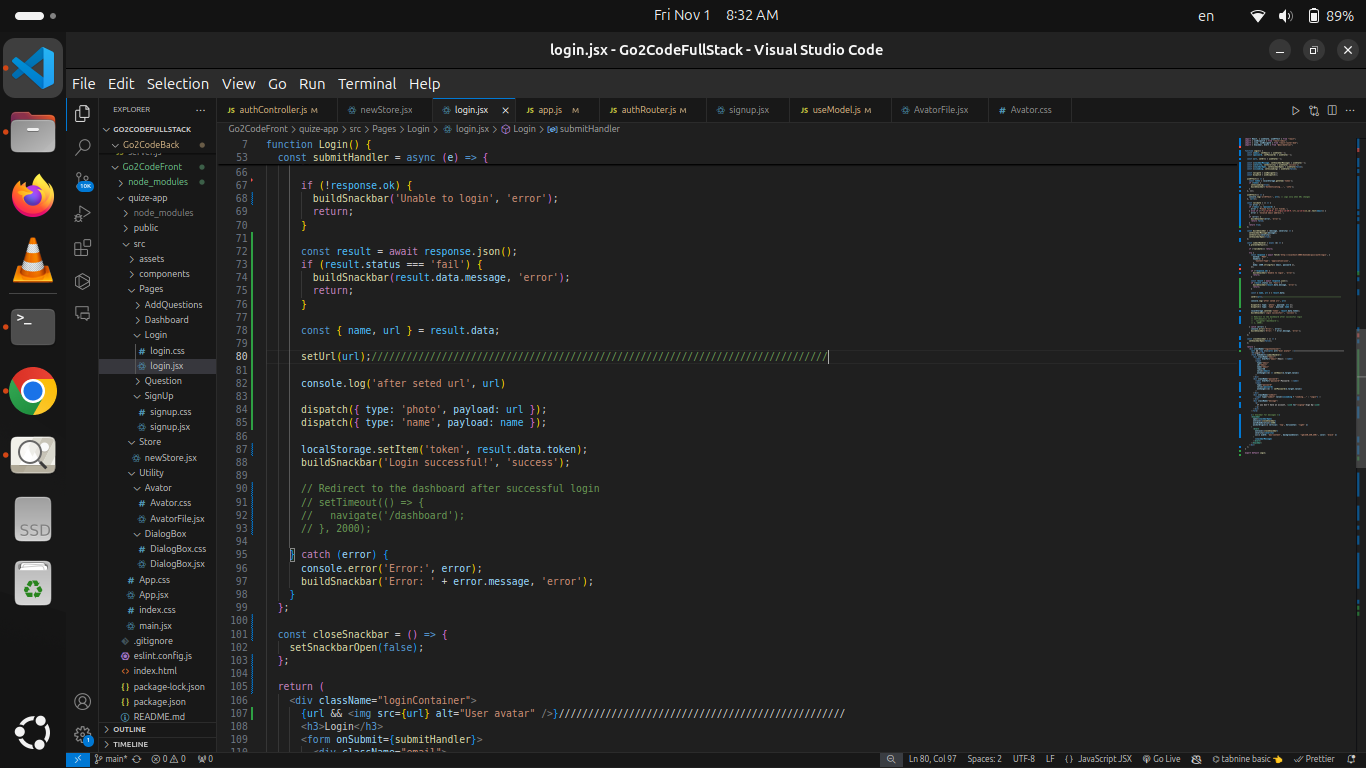 Fri Nov 1 8:32 AM
en
89%
login.jsx - Go2CodeFullStack - Visual Studio Code
File Edit Selection View Go Run Terminal Help
EXPLORER
authController.js M
newStore.jsx
login.jsx
app.js M
authRouter.js M
signup.jsx
useModel.js M
AvatorFile.jsx
Avator.css
GO2CODEFULLSTACK
Go2CodeBack
Go2CodeFront
node_modules
quize-app
node_modules
public
src
assets
components
Pages
AddQuestions
Dashboard
Login
login.css
login.jsx
Question
SignUp
signup.css
signup.jsx
Store
newStore.jsx
Utility
Avator
Avator.css
AvatorFile.jsx
DialogBox
DialogBox.css
DialogBox.jsx
App.css
App.jsx
index.css
main.jsx
.gitignore
eslint.config.js
index.html
package-lock.json
package.json
README.md
OUTLINE
TIMELINE
10K
1
SSD
Go2CodeFront > quize-app > src > Pages > Login > login.jsx > Login > submitHandler
7 function Login() {
53 const submitHandler = async (e) => {
66
67 if (!response.ok) {
68 buildSnackbar('Unable to login', 'error');
69 return;
70 }
71
72 const result = await response.json();
73 if (result.status === 'fail') {
74 buildSnackbar(result.data.message, 'error');
75 return;
76 }
77
78 const { name, url } = result.data;
79
80 setUrl(url);//////////////////////////////////////////////////////////////////////////////
81
82 console.log('after seted url', url)
83
84 dispatch({ type: 'photo', payload: url });
85 dispatch({ type: 'name', payload: name });
86
87 localStorage.setItem('token', result.data.token);
88 buildSnackbar('Login successful!', 'success');
89
90 // Redirect to the dashboard after successful login
91 // setTimeout(() => {
92 //   navigate('/dashboard');
93 // }, 2000);
94
95 } catch (error) {
96 console.error('Error:', error);
97 buildSnackbar('Error: ' + error.message, 'error');
98 }
99 };
100
101 const closeSnackbar = () => {
102 setSnackbarOpen(false);
103 };
104
105 return (
106 <div className="loginContainer">
107 {url && <img src={url} alt="User avatar" />}/////////////////////////////////////////////////
108 <h3>Login</h3>
109 <form onSubmit={submitHandler}>
main*
0 0
0
Ln 80, Col 97
Spaces: 2
UTF-8
LF
{ } JavaScript JSX
Go Live
tabnine basic
Prettier